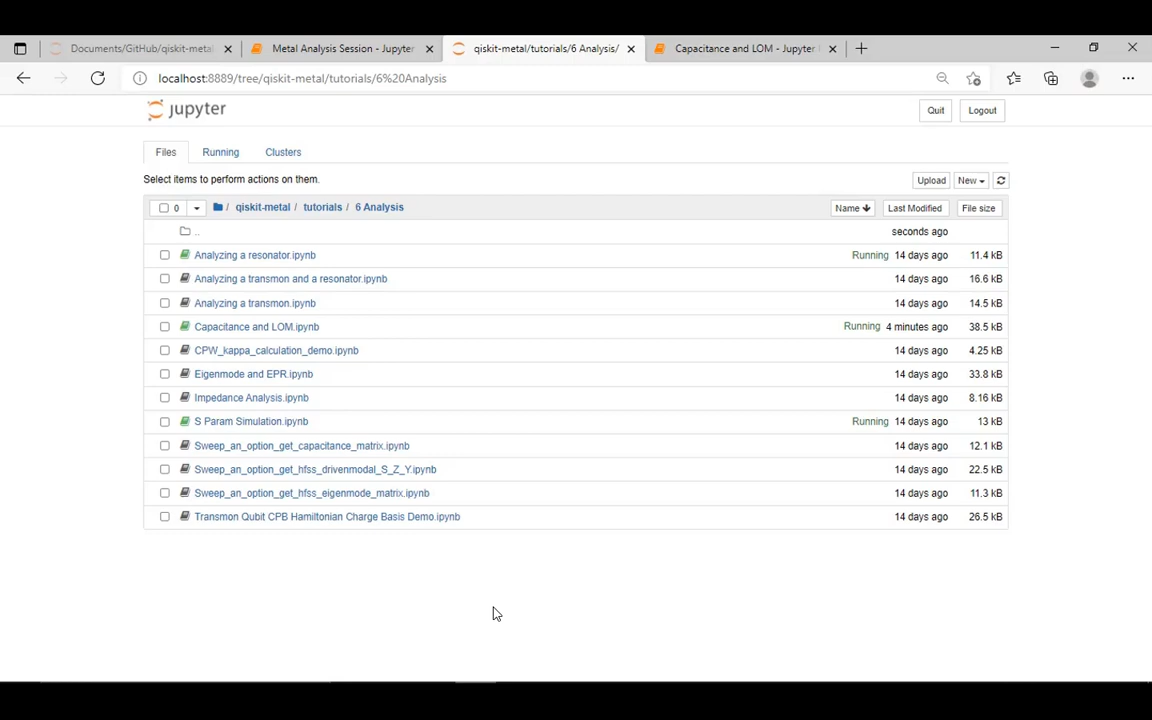 Documents/GitHub/qiskit-metal
Metal Analysis Session - Jupyter
qiskit-metal/tutorials/6 Analysis/
Capacitance and LOM - Jupyter
localhost:8889/tree/qiskit-metal/tutorials/6%20Analysis
jupyter
Quit
Logout
Files
Running
Clusters
Select items to perform actions on them.
Upload
New
0
/ qiskit-metal / tutorials / 6 Analysis
Name
Last Modified
File size
..
seconds ago
Analyzing a resonator.ipynb Running 14 days ago 11.4 kB
Analyzing a transmon and a resonator.ipynb 14 days ago 16.6 kB
Analyzing a transmon.ipynb 14 days ago 14.5 kB
Capacitance and LOM.ipynb Running 4 minutes ago 38.5 kB
CPW_kappa_calculation_demo.ipynb 14 days ago 4.25 kB
Eigenmode and EPR.ipynb 14 days ago 33.8 kB
Impedance Analysis.ipynb 14 days ago 8.16 kB
S Param Simulation.ipynb Running 14 days ago 13 kB
Sweep_an_option_get_capacitance_matrix.ipynb 14 days ago 12.1 kB
Sweep_an_option_get_hfss_drivenmodal_S_Z_Y.ipynb 14 days ago 22.5 kB
Sweep_an_option_get_hfss_eigenmode_matrix.ipynb 14 days ago 11.3 kB
Transmon Qubit CPB Hamiltonian Charge Basis Demo.ipynb 14 days ago 26.5 kB